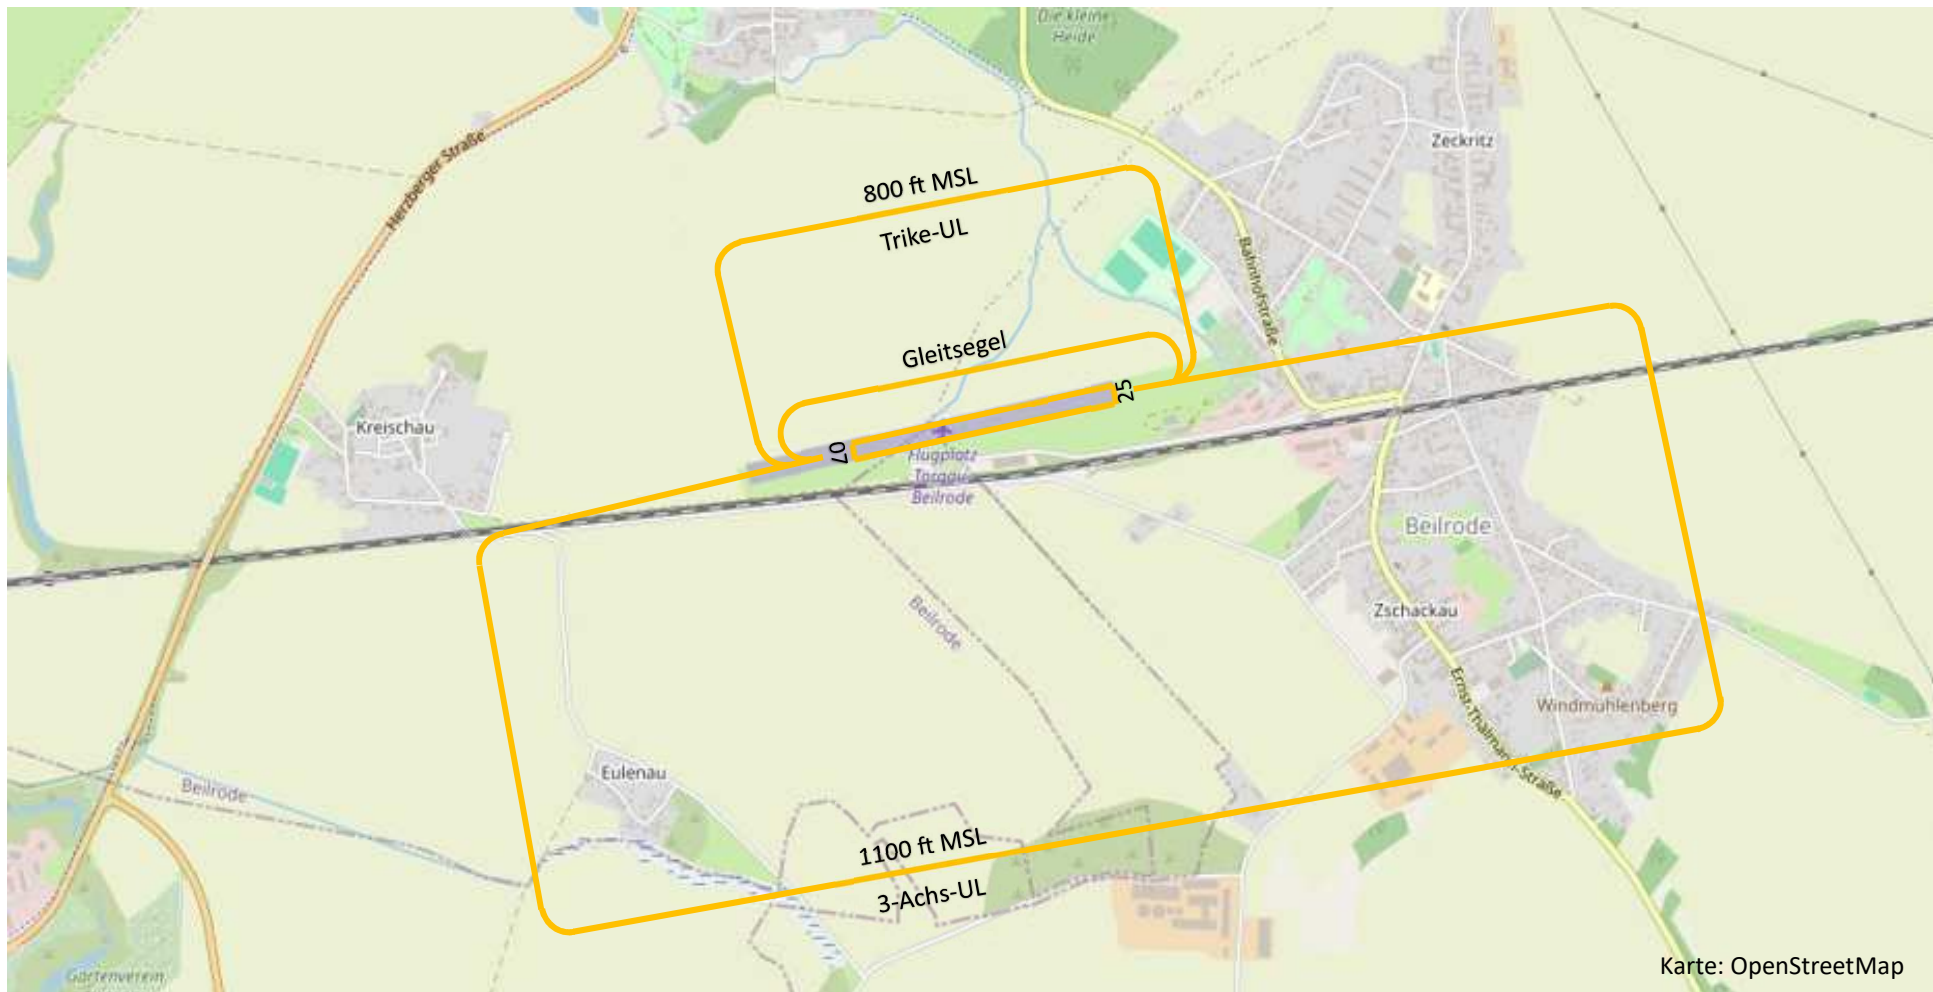 Die kleine
Heide
Zeckritz
Herzberger Straße
800 ft MSL
Trike-UL
Bahnhofstraße
Gleitsegel
25
Kreischau
07
Flugplatz
Torgau-
Beilrode
Beilrode
Beilrode
Zschackau
Ernst-Thälmann-Straße
Windmühlenberg
Eulenau
Beilrode
1100 ft MSL
3-Achs-UL
Gartenverein
Karte: OpenStreetMap